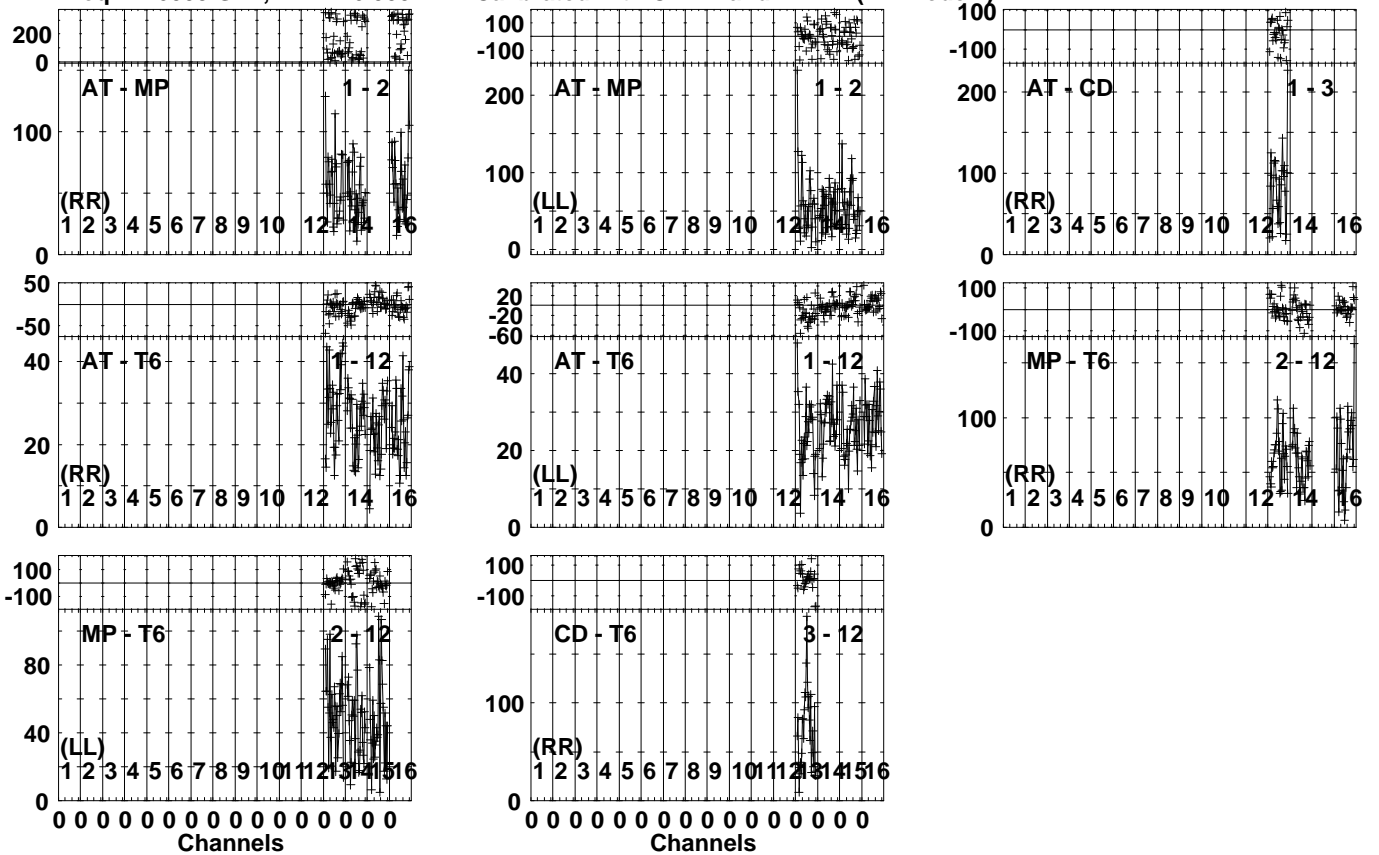 200 0 AT - MP 1 - 2 100 (RR) 1 2 3 4 5 6 7 8 9 10 12 14 16 0
100 -100 AT - MP 1 - 2 200 100 (LL) 1 2 3 4 5 6 7 8 9 10 12 14 16 0
100 -100 AT - CD 1 - 3 200 100 (RR) 1 2 3 4 5 6 7 8 9 10 12 14 16 0
50 -50 AT - T6 1 - 12 40 20 (RR) 1 2 3 4 5 6 7 8 9 10 12 14 16 0
20 -20 -60 AT - T6 1 - 12 40 20 (LL) 1 2 3 4 5 6 7 8 9 10 12 14 16 0
100 -100 MP - T6 2 - 12 100 (RR) 1 2 3 4 5 6 7 8 9 10 12 14 16 0
100 -100 MP - T6 2 - 12 80 40 (LL) 1 2 3 4 5 6 7 8 9 10 11 12 13 14 15 16 0
100 -100 CD - T6 3 - 12 100 (RR) 1 2 3 4 5 6 7 8 9 10 11 12 13 14 15 16 0
0 0 0 0 0 0 0 0 0 0 0 0 0 0 0 0
Channels
0 0 0 0 0 0 0 0 0 0 0 0 0 0 0 0
Channels